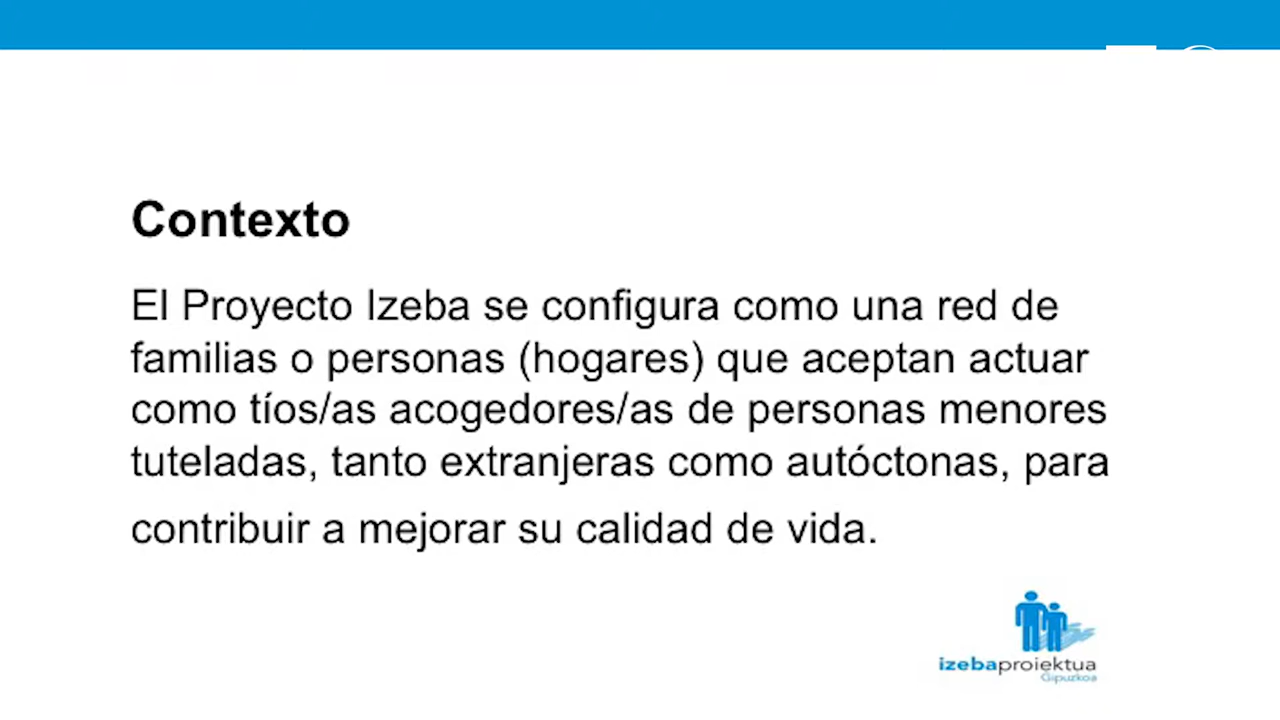 Contexto
El Proyecto Izeba se configura como una red de
familias o personas (hogares) que aceptan actuar
como tíos/as acogedores/as de personas menores
tuteladas, tanto extranjeras como autóctonas, para
contribuir a mejorar su calidad de vida.
izebaproiektua
Gipuzkoa